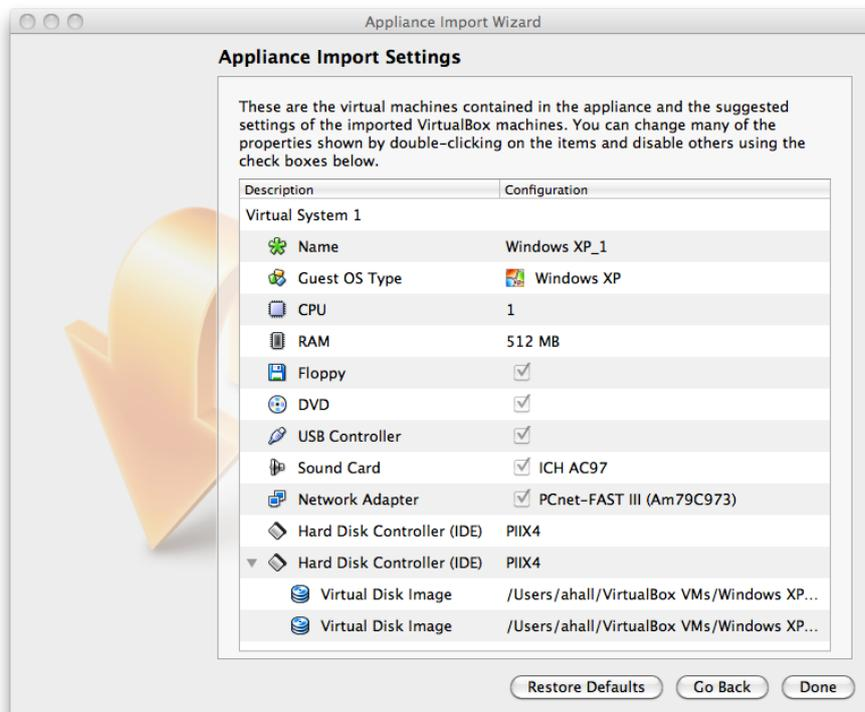 Appliance Import Wizard
Appliance Import Settings
These are the virtual machines contained in the appliance and the suggested
settings of the imported VirtualBox machines. You can change many of the
properties shown by double-clicking on the items and disable others using the
check boxes below.
Description Configuration
Virtual System 1
Name Windows XP_1
Guest OS Type Windows XP
CPU 1
RAM 512 MB
Floppy
DVD
USB Controller
Sound Card ICH AC97
Network Adapter PCnet-FAST III (Am79C973)
Hard Disk Controller (IDE) PIIX4
Hard Disk Controller (IDE) PIIX4
Virtual Disk Image /Users/ahall/VirtualBox VMs/Windows XP...
Virtual Disk Image /Users/ahall/VirtualBox VMs/Windows XP...
Restore Defaults Go Back Done